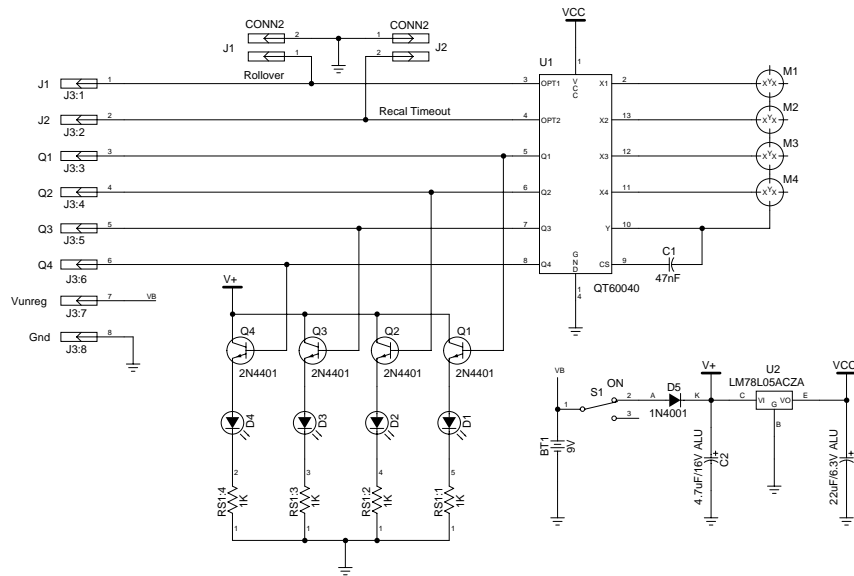 CONN2
CONN2
VCC
2
1
J1
J2
1
2
U1
1
Rollover
Recal Timeout
J1
1
J3:1
J2
2
J3:2
Q1
3
J3:3
Q2
4
J3:4
Q3
5
J3:5
Q4
6
J3:6
Vunreg
7
VB
J3:7
Gnd
8
J3:8
3
OPT1
VCC
X1
2
M1
XYX
4
OPT2
X2
13
M2
XYX
5
Q1
X3
12
M3
XYX
6
Q2
X4
11
M4
XYX
7
Q3
Y
10
8
Q4
GND
CS
9
C1
47nF
14
QT60040
V+
Q4
Q3
Q2
Q1
2N4401
2N4401
2N4401
2N4401
D4
D3
D2
D1
2
3
4
5
RS1:4
1K
RS1:3
1K
RS1:2
1K
RS1:1
1K
1
1
1
1
VB
S1
ON
1
2
3
A
D5
K
1N4001
BT1
9V
V+
4.7uF/16V ALU
C2
+
U2
LM78L05ACZA
C
VI
G
VO
E
B
VCC
22uF/6.3V ALU
+